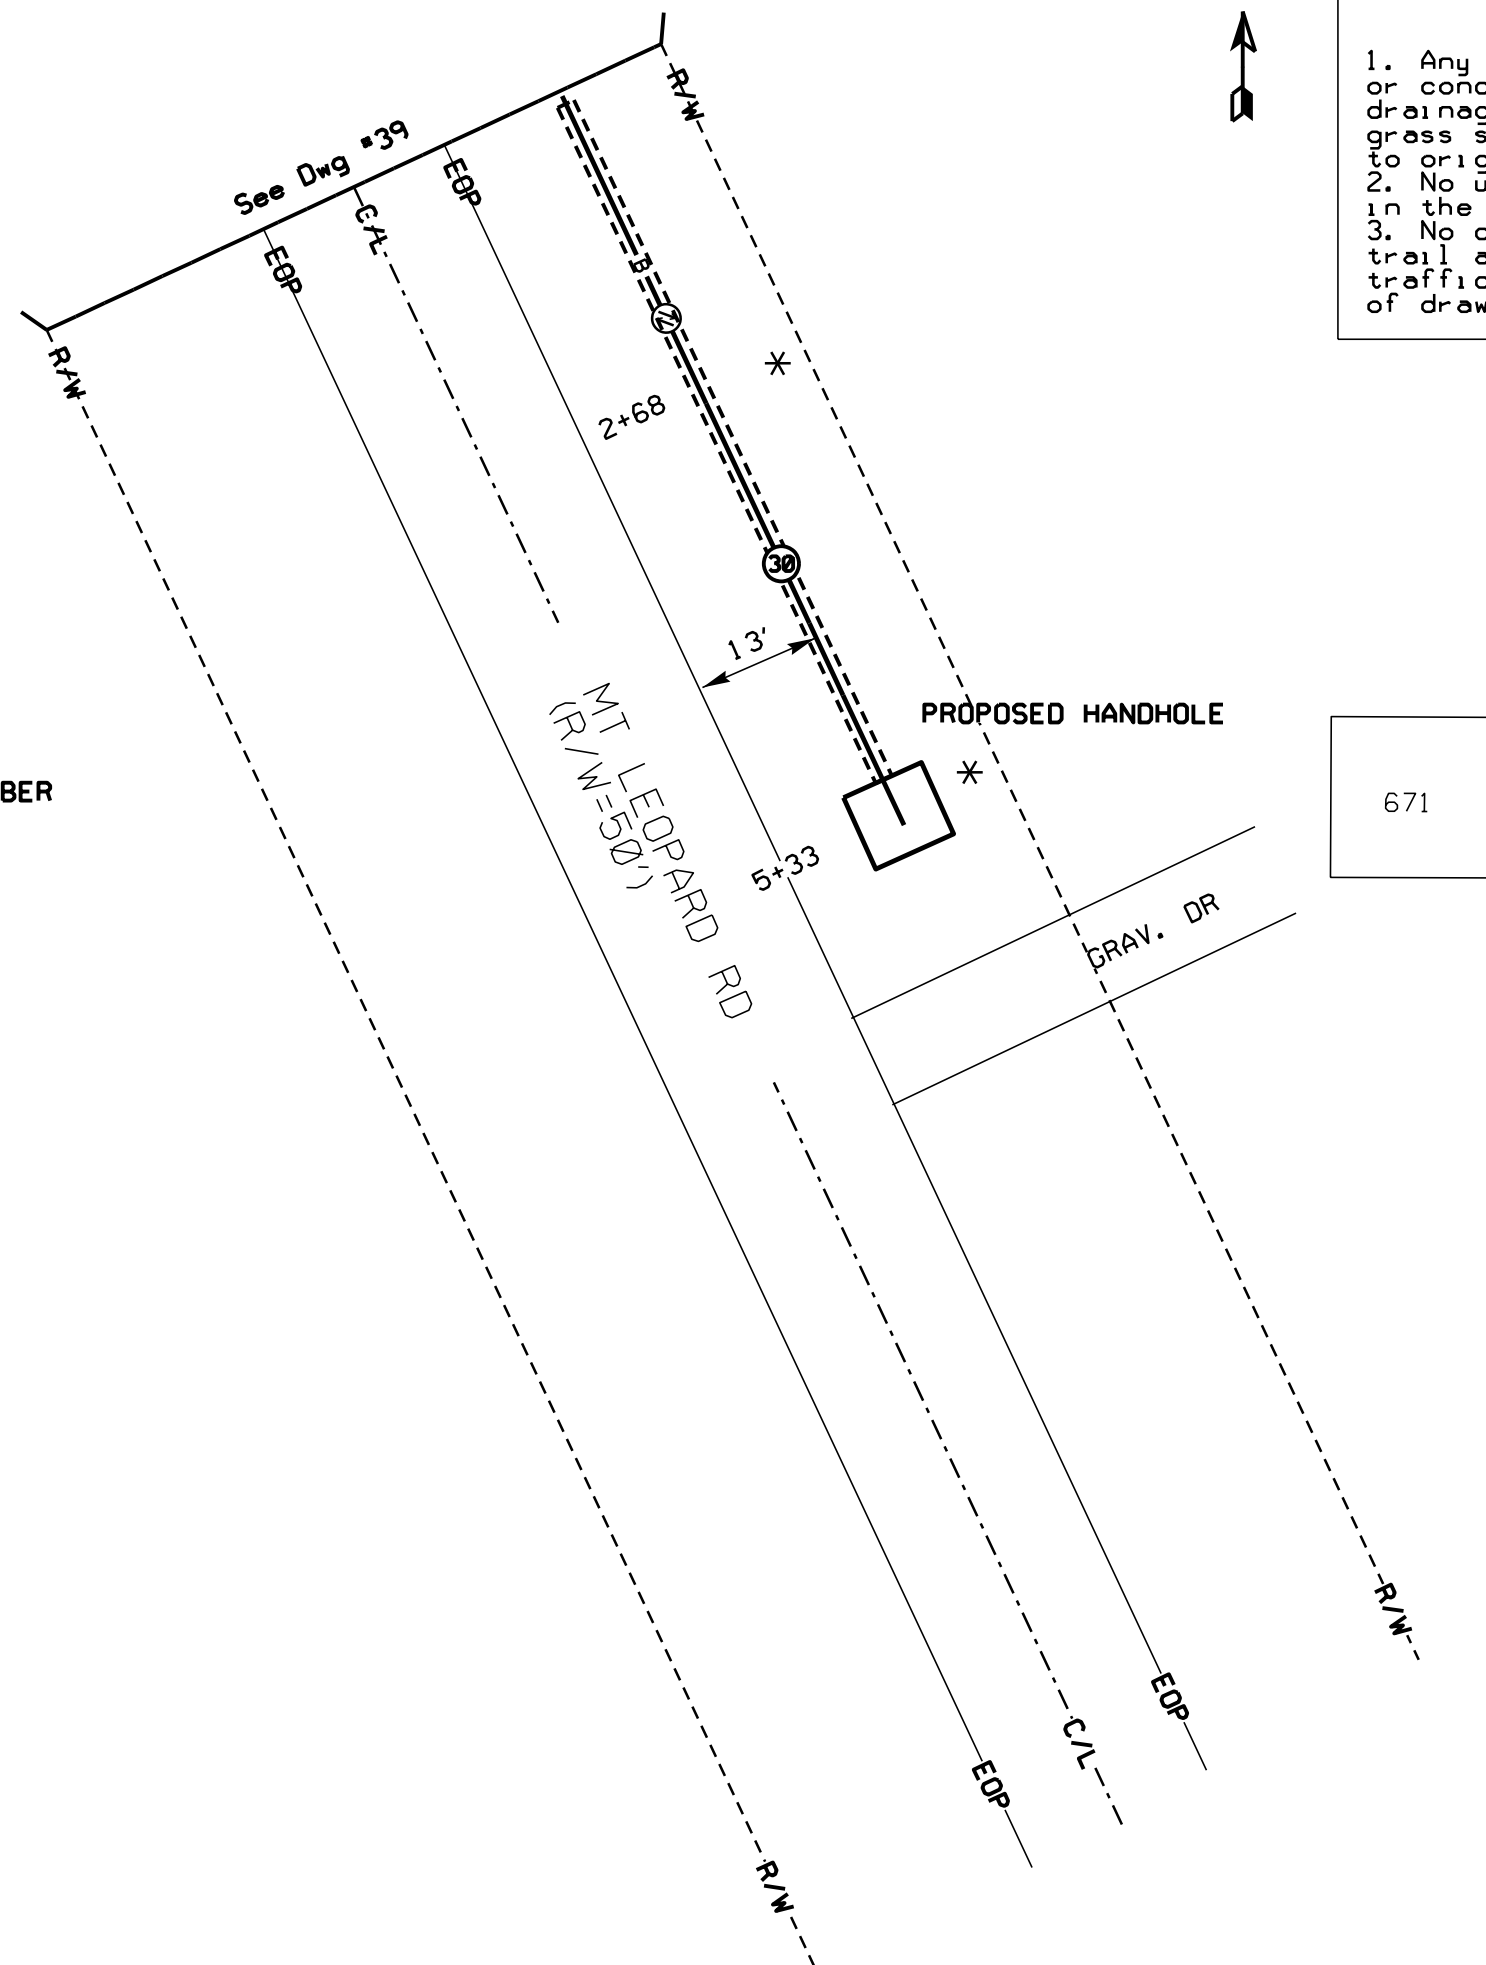 1. Any
or conc
drainag
grass s
to orig
2. No u
in the
3. No
trail a
traffic
of draw
See Dwg #39
R/W
EOP
C/L
EOP
R/W
B
2+68
30
13'
PROPOSED HANDHOLE
MT LEOPARD RD
(R/W=50')
BER
671
5+33
GRAV. DR
R/W
EOP
C/L
EOP
R/W